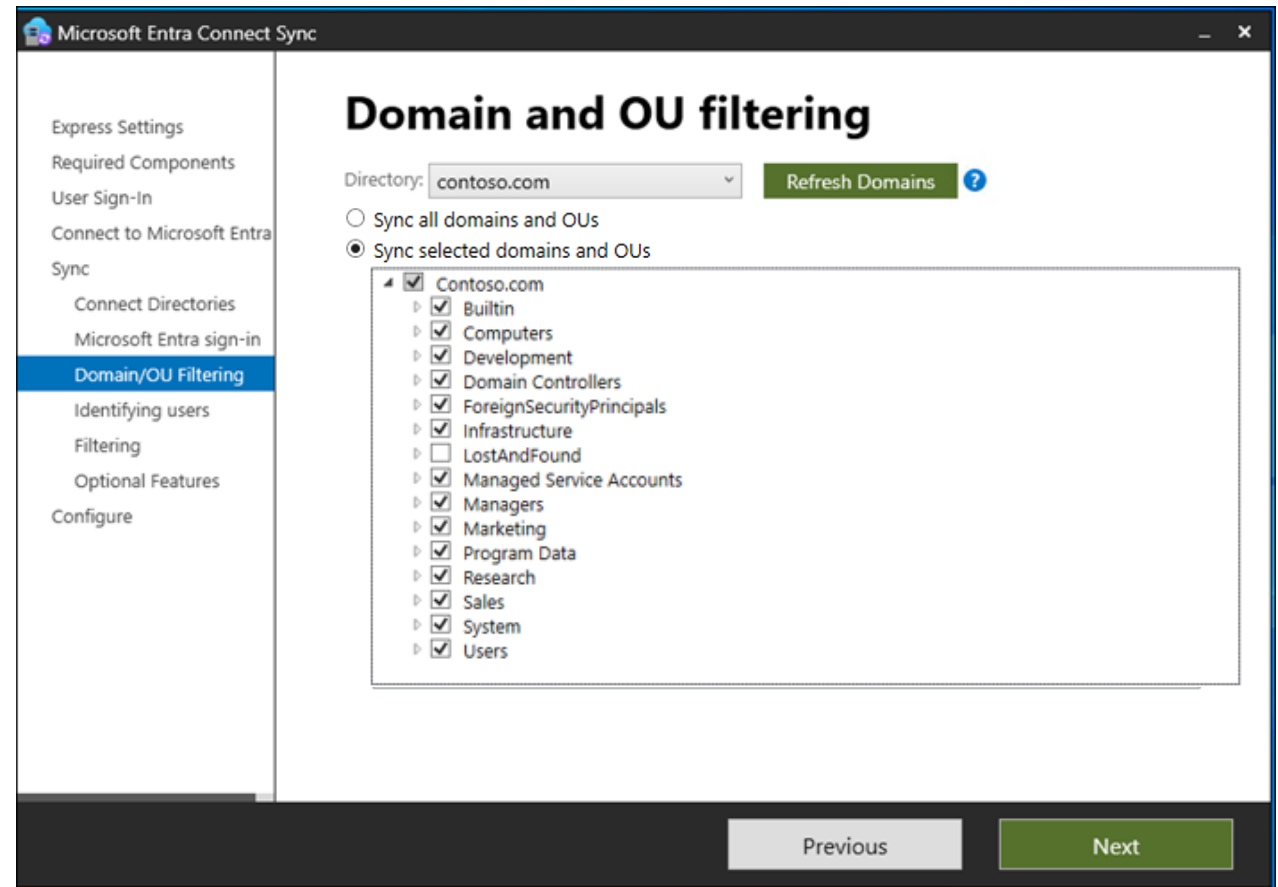 Microsoft Entra Connect Sync
Express Settings
Required Components
User Sign-In
Connect to Microsoft Entra
Sync
Connect Directories
Microsoft Entra sign-in
Domain/OU Filtering
Identifying users
Filtering
Optional Features
Configure
Domain and OU filtering
Directory: contoso.com Refresh Domains ?
Sync all domains and OUs
Sync selected domains and OUs
Contoso.com
Builtin
Computers
Development
Domain Controllers
ForeignSecurityPrincipals
Infrastructure
LostAndFound
Managed Service Accounts
Managers
Marketing
Program Data
Research
Sales
System
Users
Previous Next